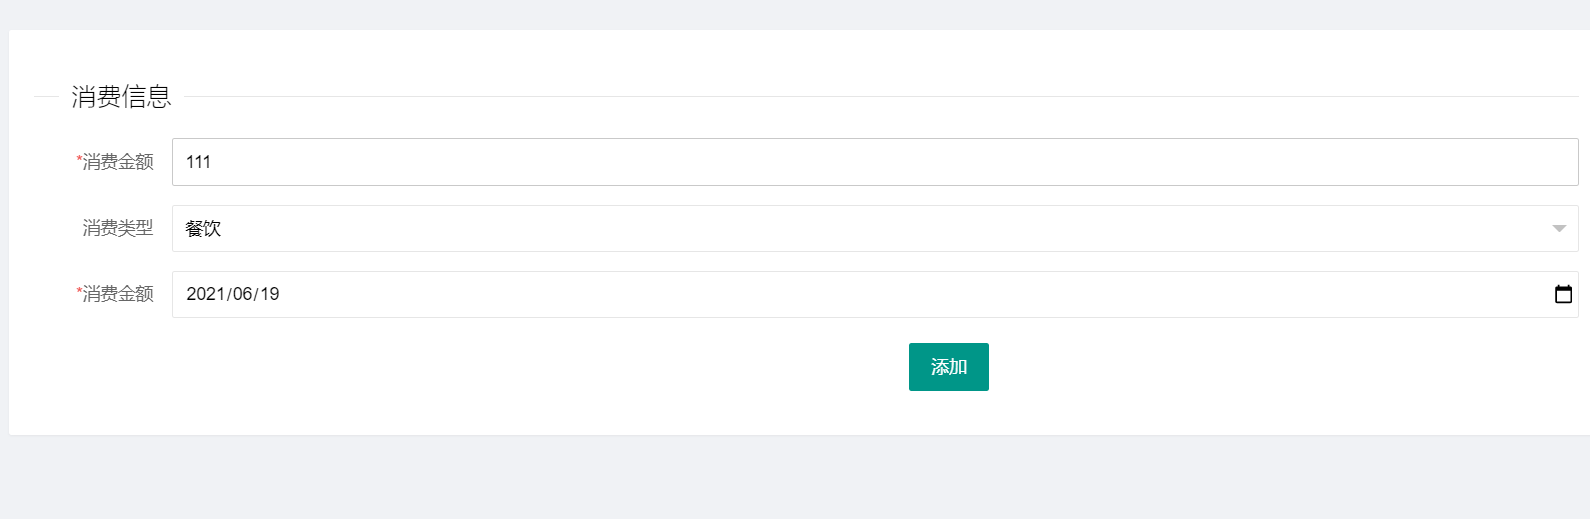 消费信息
*消费金额 111
消费类型 餐饮
*消费金额 2021/06/19
添加